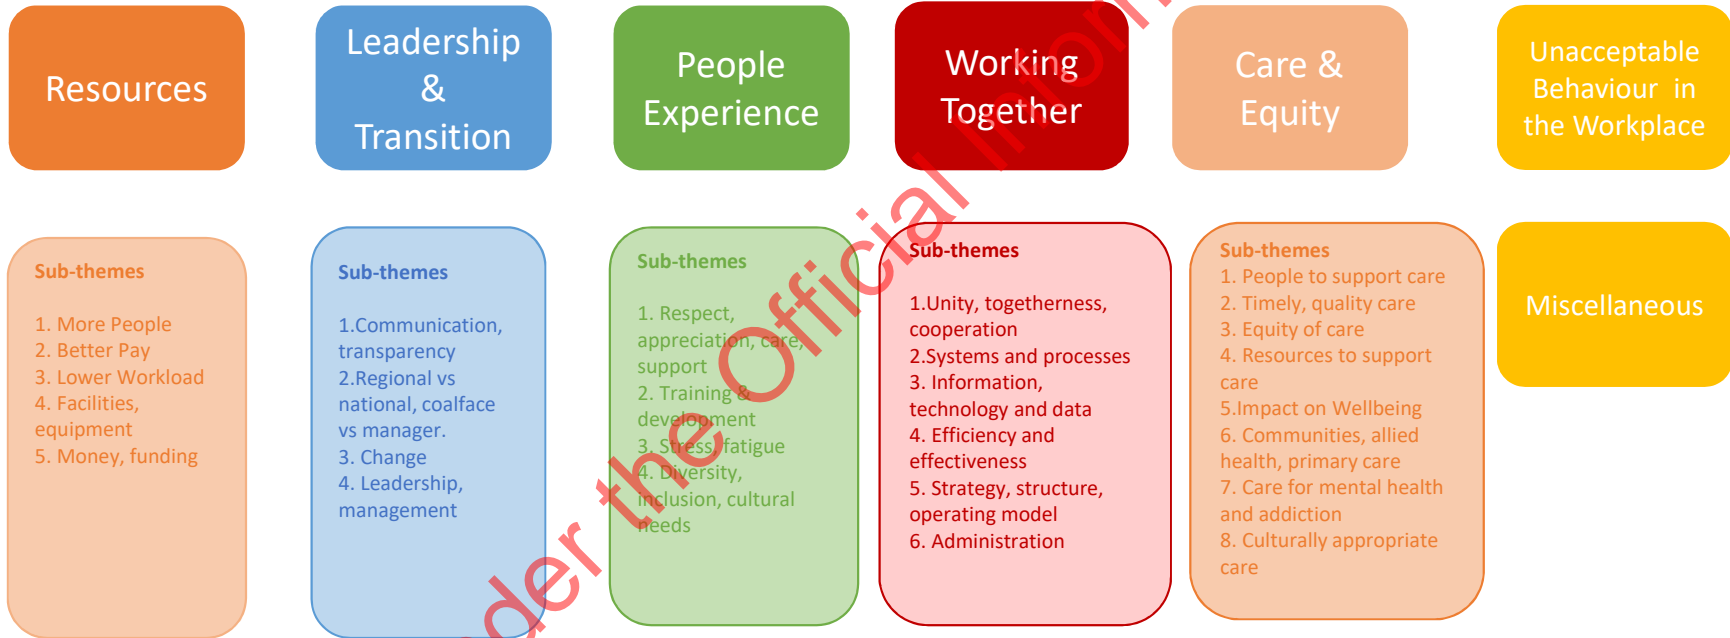 Resources
Leadership
&
Transition
People
Experience
Working
Together
Care &
Equity
Unacceptable
Behaviour in
the Workplace
Sub-themes
1. More People
2. Better Pay
3. Lower Workload
4. Facilities,
equipment
5. Money, funding
Sub-themes
1.Communication,
transparency
2.Regional vs
national, coalface
vs manager.
3. Change
4. Leadership,
management
Sub-themes
1. Respect,
appreciation, care,
support
2. Training &
development
3. Stress, fatigue
4. Diversity,
inclusion, cultural
needs
Sub-themes
1.Unity, togetherness,
cooperation
2.Systems and processes
3. Information,
technology and data
4. Efficiency and
effectiveness
5. Strategy, structure,
operating model
6. Administration
Sub-themes
1. People to support care
2. Timely, quality care
3. Equity of care
4. Resources to support
care
5.Impact on Wellbeing
6. Communities, allied
health, primary care
7. Care for mental health
and addiction
8. Culturally appropriate
care
Miscellaneous
the Official